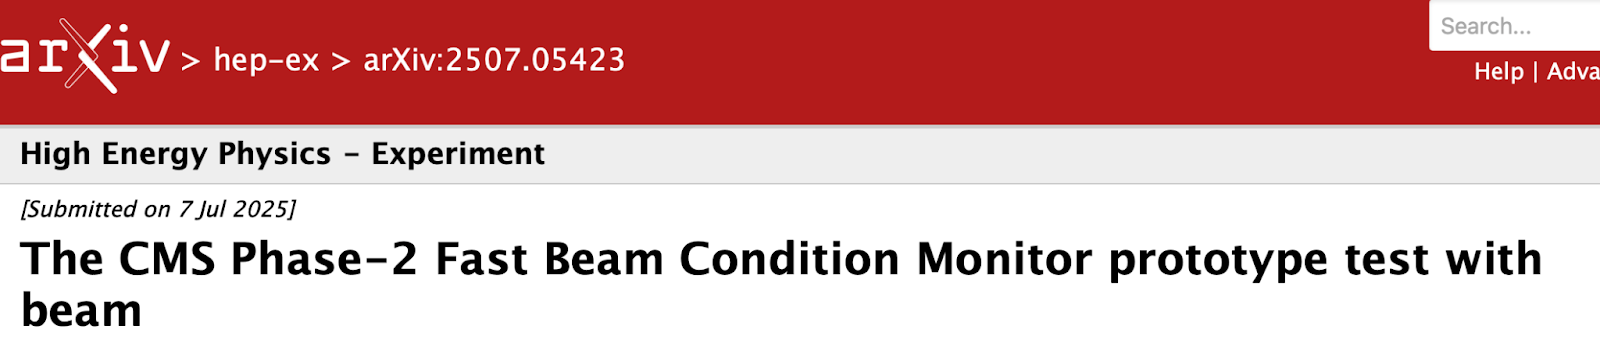 Search...
arXiv > hep-ex > arXiv:2507.05423
Help | Adva
High Energy Physics – Experiment
[Submitted on 7 Jul 2025]
The CMS Phase-2 Fast Beam Condition Monitor prototype test with
beam